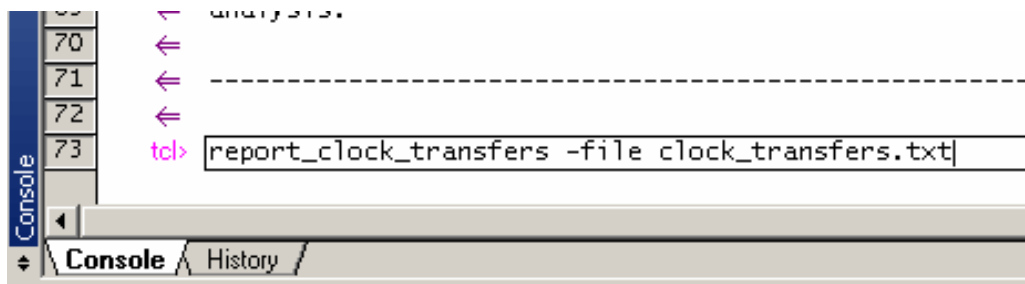 70 ⇐
71 ⇐ ----------------------------------------------------
72 ⇐
73 tcl> report_clock_transfers -file clock_transfers.txt
Console
Console History